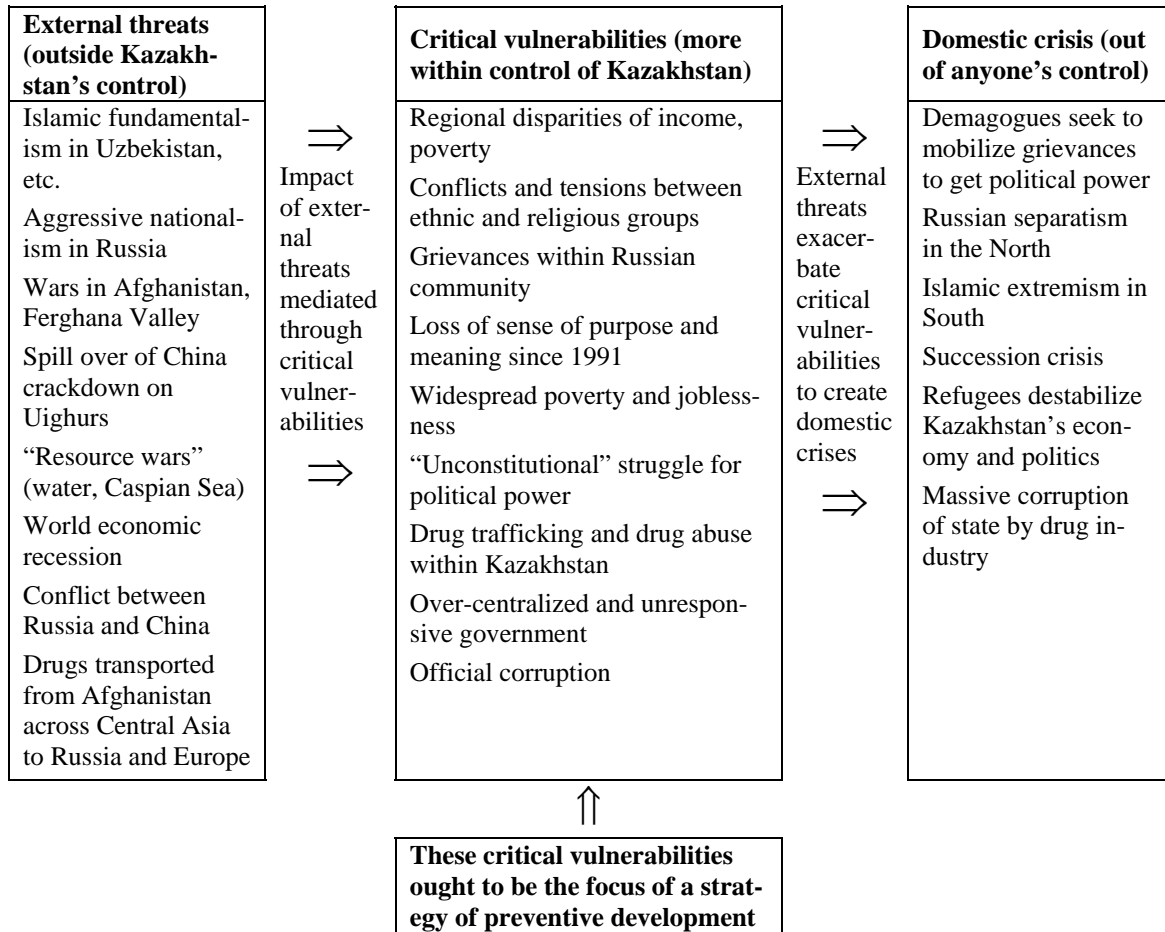 External threats
(outside Kazakh-
stan’s control)
Islamic fundamental-
ism in Uzbekistan,
etc.
Aggressive national-
ism in Russia
Wars in Afghanistan,
Ferghana Valley
Spill over of China
crackdown on
Uighurs
“Resource wars”
(water, Caspian Sea)
World economic
recession
Conflict between
Russia and China
Drugs transported
from Afghanistan
across Central Asia
to Russia and Europe
⇒
Impact
of exter-
nal
threats
mediated
through
critical
vulner-
abilities
⇒
Critical vulnerabilities (more
within control of Kazakhstan)
Regional disparities of income,
poverty
Conflicts and tensions between
ethnic and religious groups
Grievances within Russian
community
Loss of sense of purpose and
meaning since 1991
Widespread poverty and jobless-
ness
“Unconstitutional” struggle for
political power
Drug trafficking and drug abuse
within Kazakhstan
Over-centralized and unrespon-
sive government
Official corruption
⇒
External
threats
exacer-
bate
critical
vulner-
abilities
to create
domestic
crises
⇒
Domestic crisis (out
of anyone’s control)
Demagogues seek to
mobilize grievances
to get political power
Russian separatism
in the North
Islamic extremism in
South
Succession crisis
Refugees destabilize
Kazakhstan’s econ-
omy and politics
Massive corruption
of state by drug in-
dustry
⇑
These critical vulnerabilities
ought to be the focus of a strat-
egy of preventive development